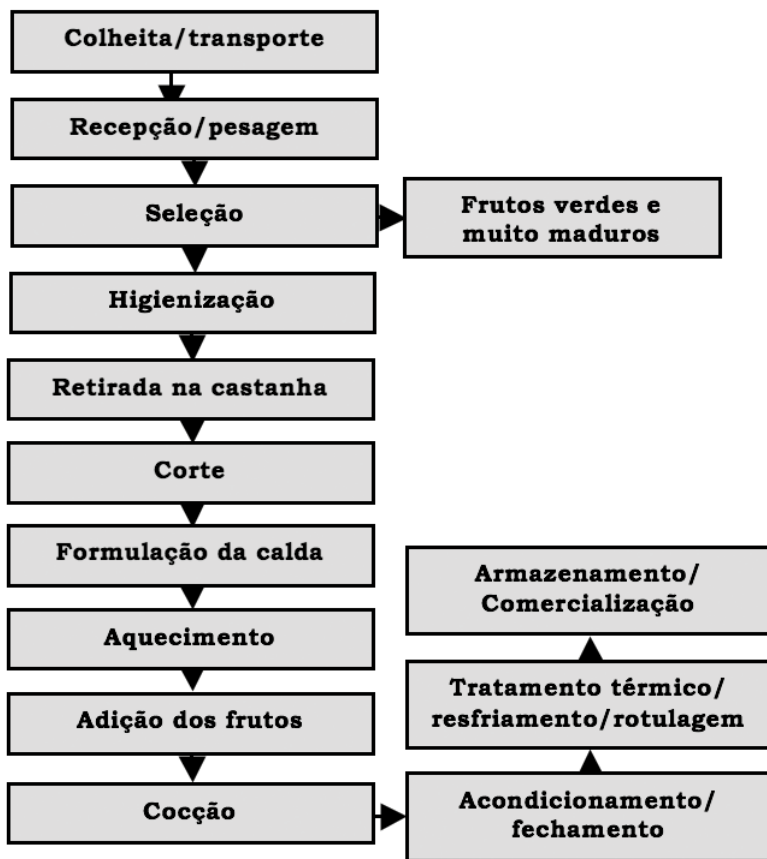 Colheita/transporte
Recepção/pesagem
Seleção
Frutos verdes e
muito maduros
Higienização
Retirada na castanha
Corte
Formulação da calda
Aquecimento
Adição dos frutos
Cocção
Acondicionamento/
fechamento
Tratamento térmico/
resfriamento/rotulagem
Armazenamento/
Comercialização